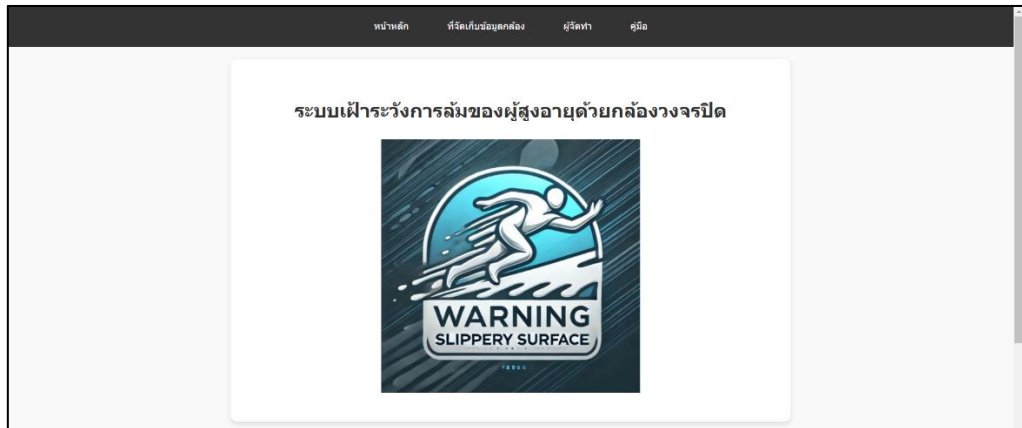 หน้าหลัก ที่จัดเก็บข้อมูลกล้อง ผู้จัดทำ คู่มือ
ระบบเฝ้าระวังการล้มของผู้สูงอายุด้วยกล้องวงจรปิด
WARNING
SLIPPERY SURFACE